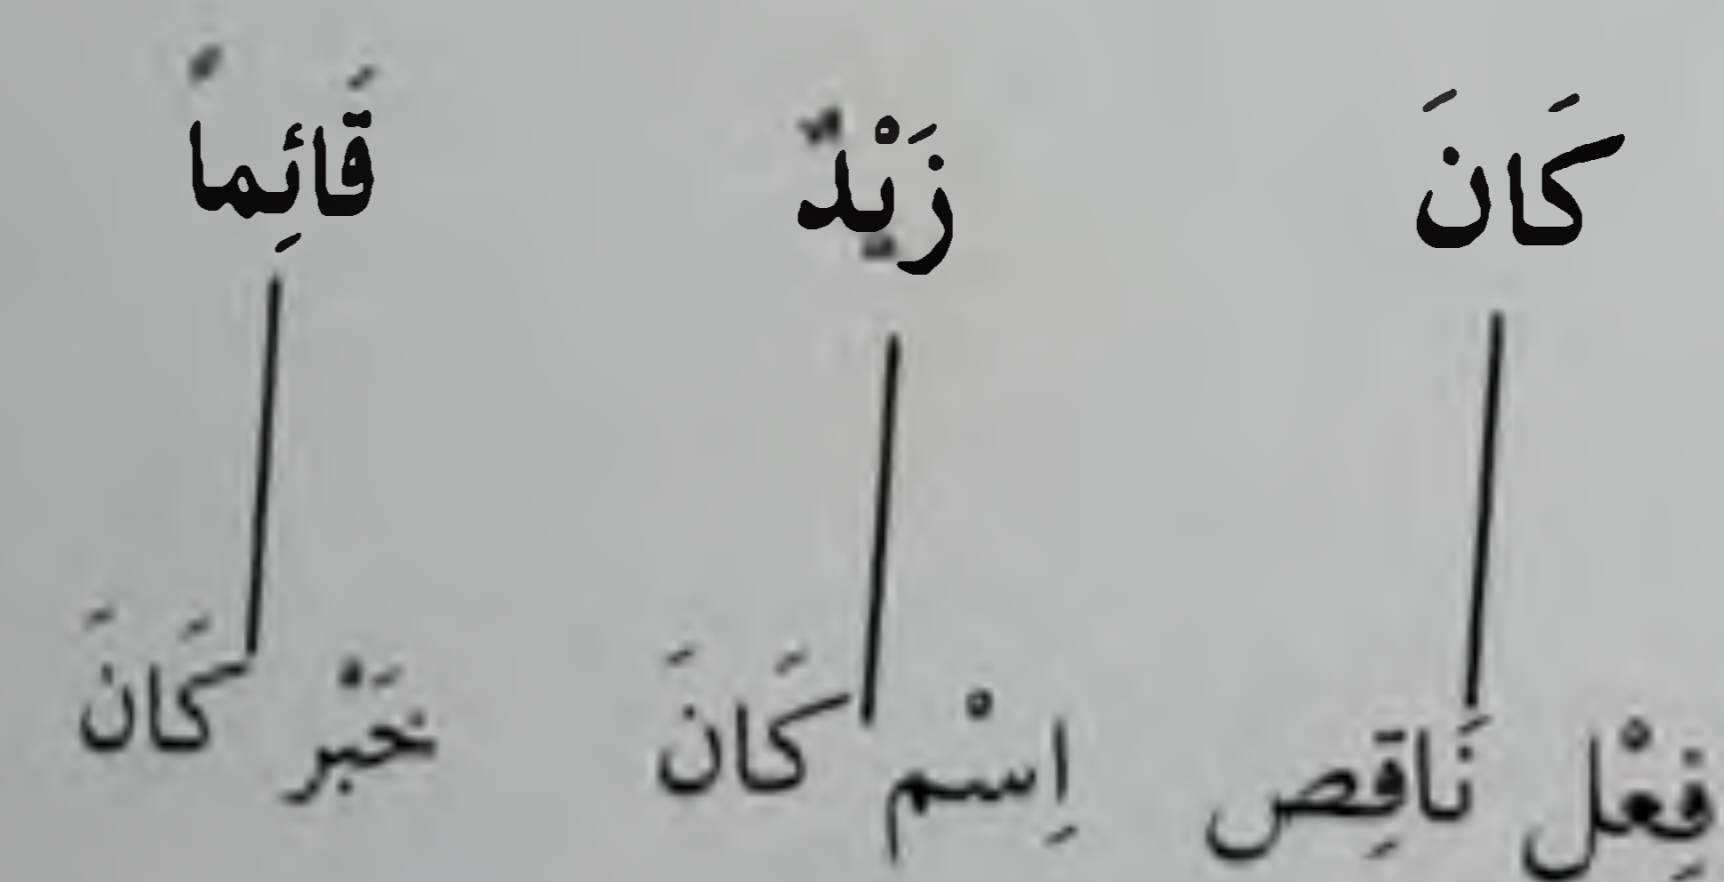 كَانَ زَيْدٌ قَائِماً
فِعْل نَاقِص اِسْم كَانَ خَبْر كَانَ